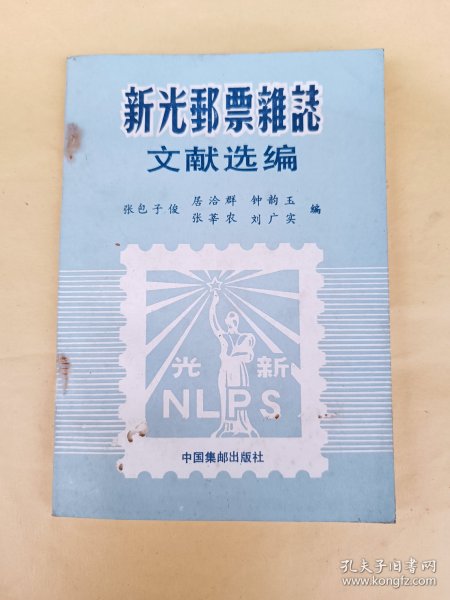 新光郵票雜誌
文献选编
张包子俊 居洽群 钟韵玉 编
张莘农 刘广实
光 新
NLPS
中国集邮出版社
孔夫子旧书网
www.kongfz.com